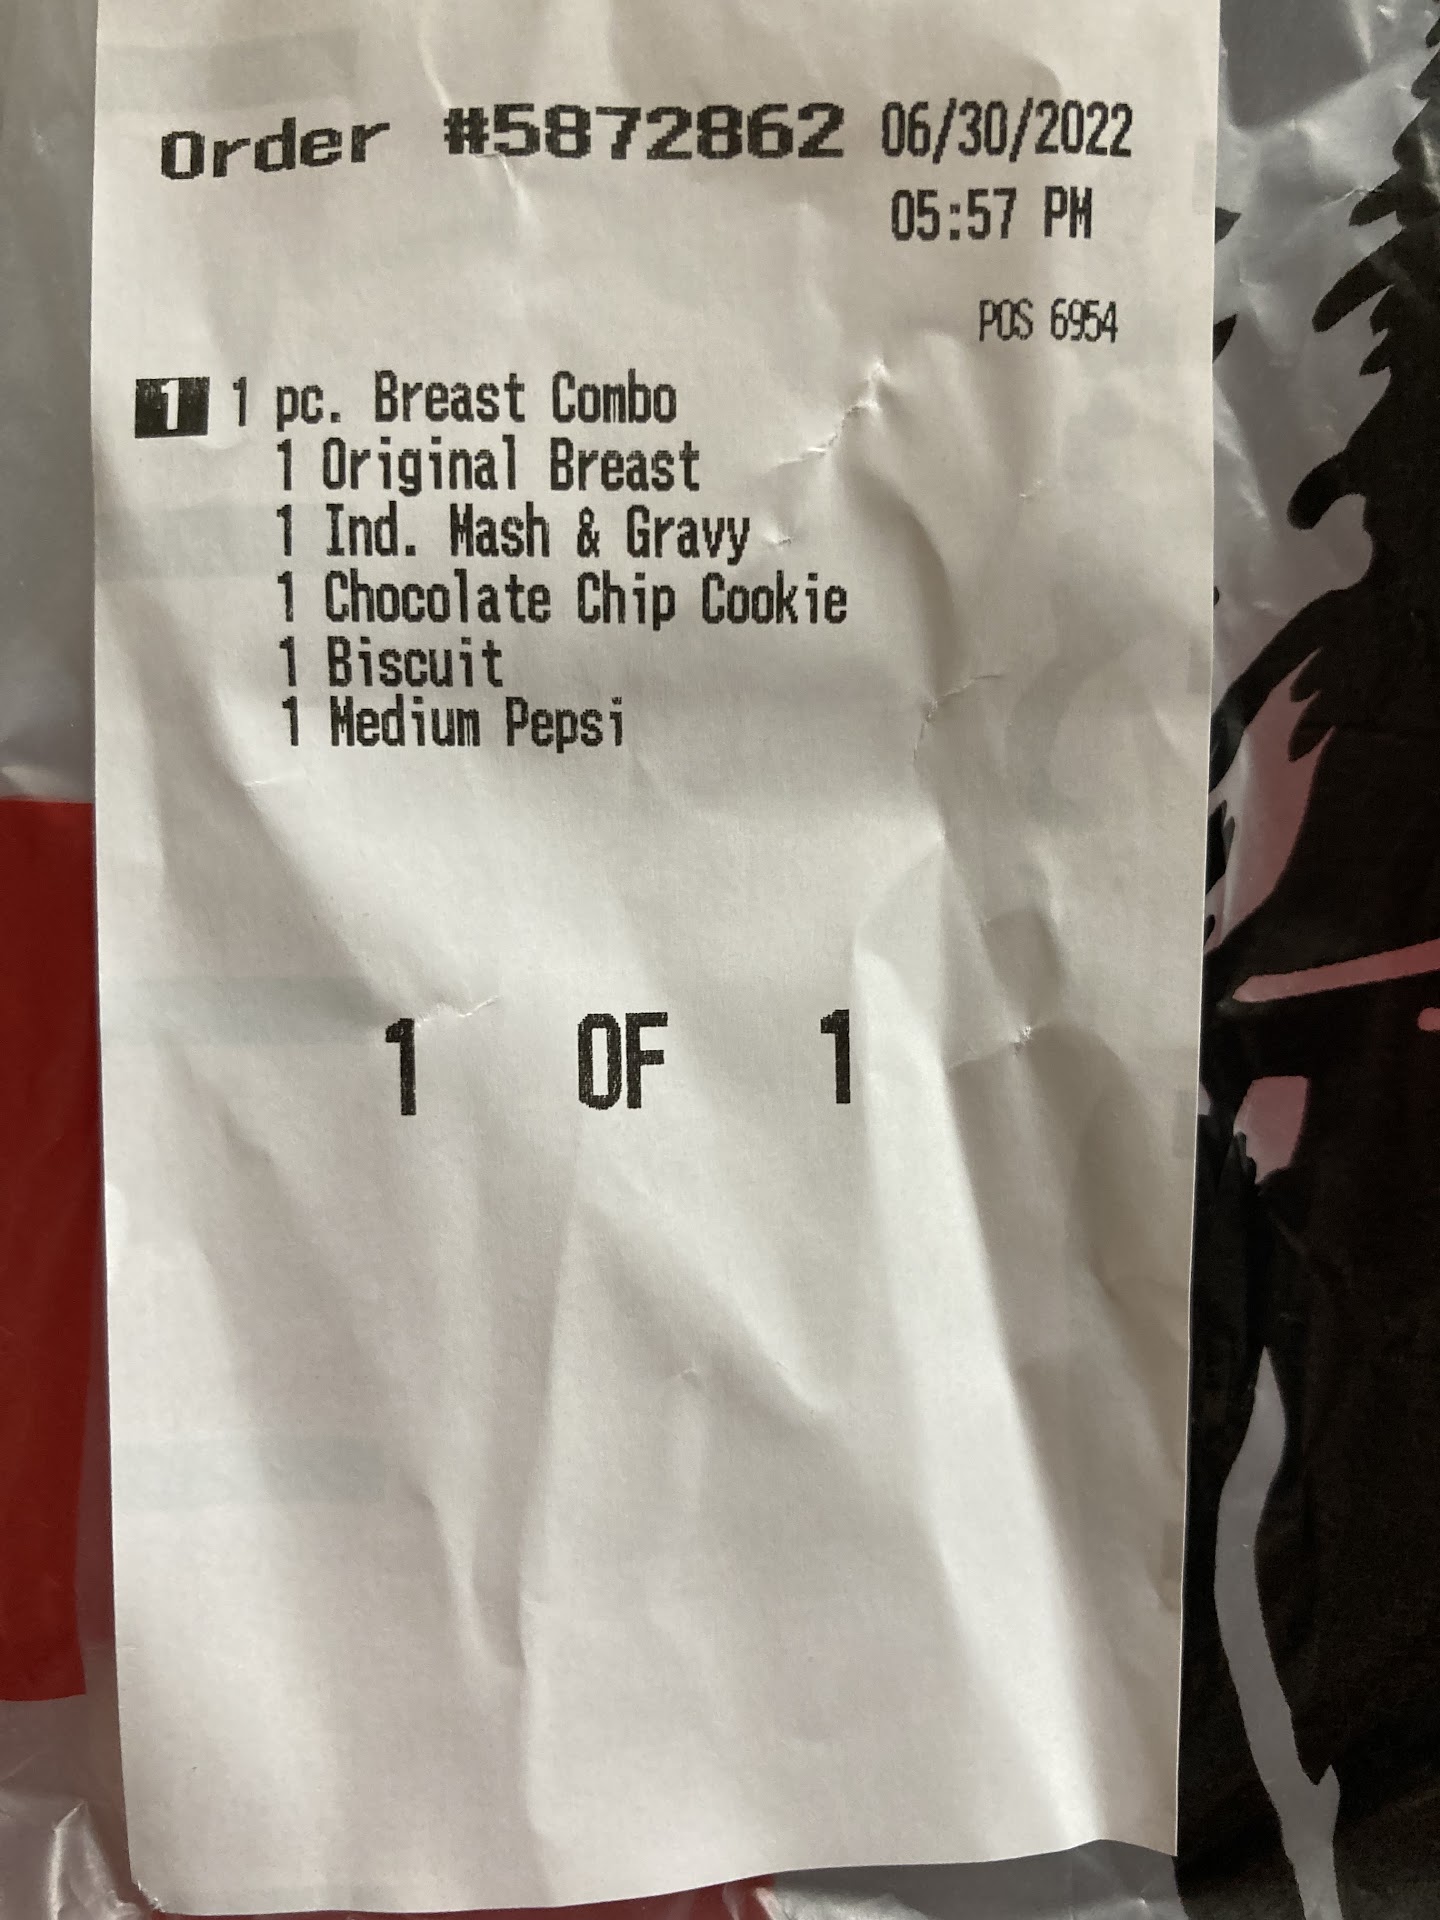 Order #5872862 06/30/2022
05:57 PM
POS 6954
1 1 pc. Breast Combo
1 Original Breast
1 Ind. Mash & Gravy
1 Chocolate Chip Cookie
1 Biscuit
1 Medium Pepsi
1 OF 1